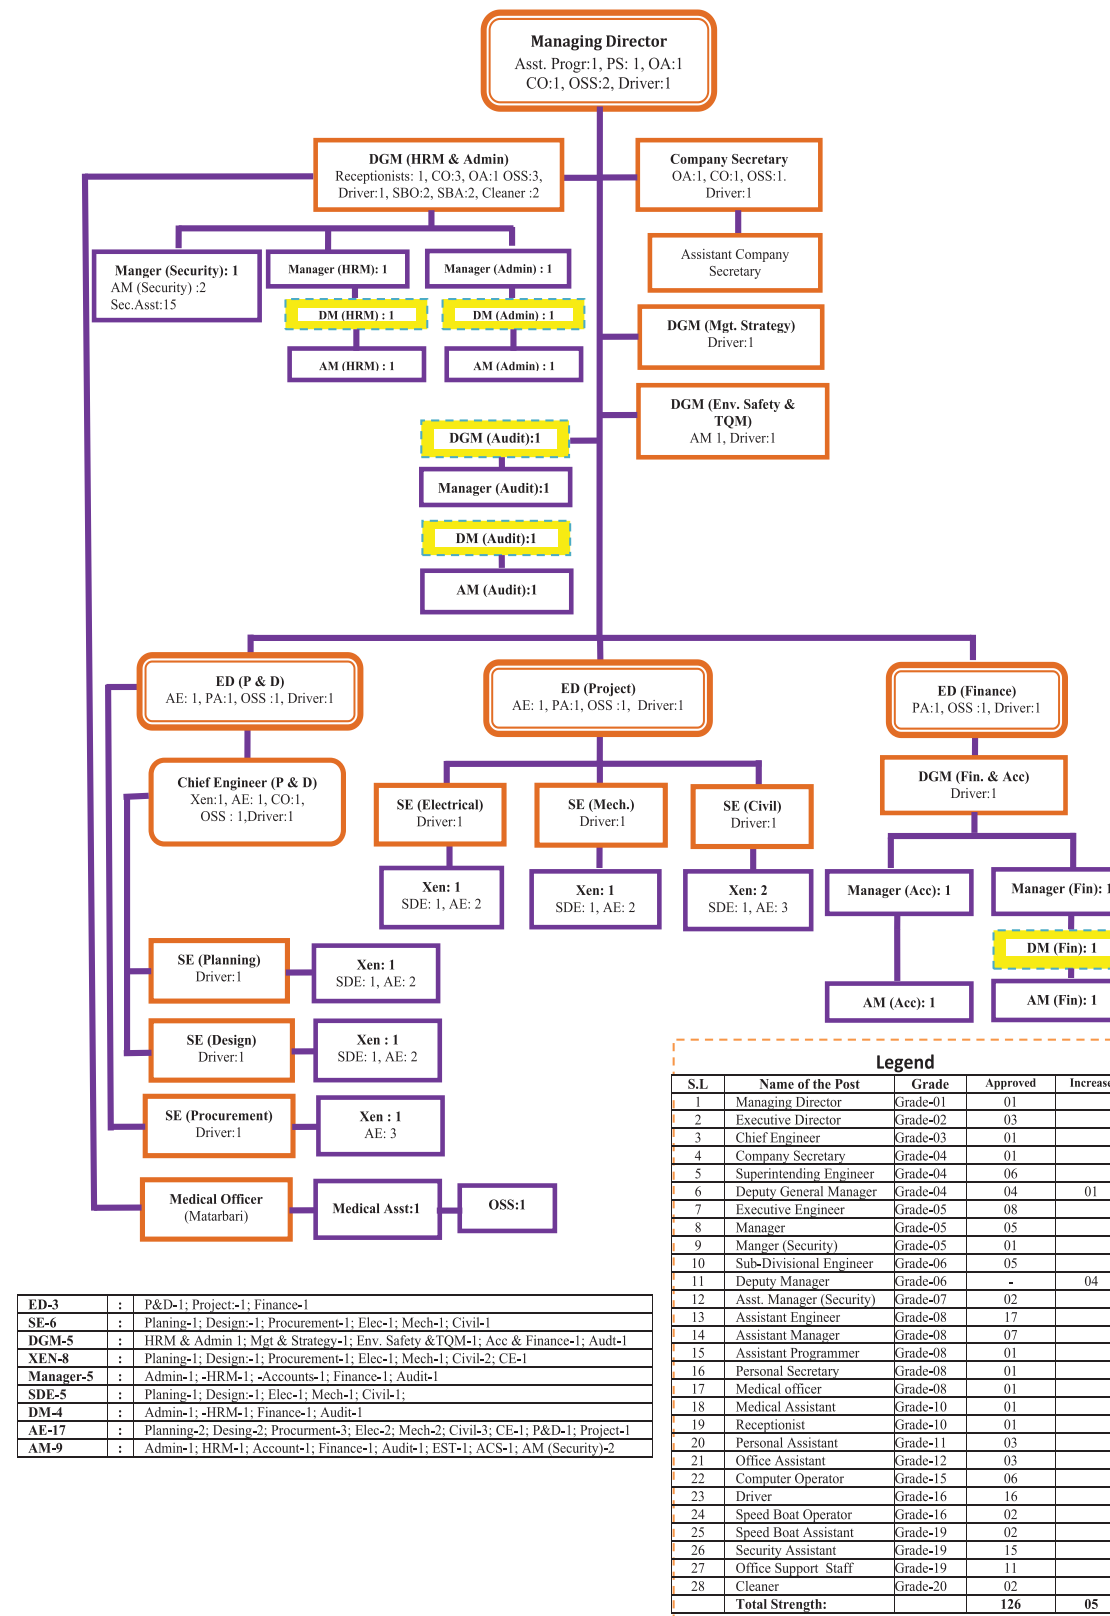 Managing Director
Asst. Progr:1, PS: 1, OA:1
CO:1, OSS:2, Driver:1
DGM (HRM & Admin)
Receptionists: 1, CO:3, OA:1 OSS:3,
Driver:1, SBO:2, SBA:2, Cleaner :2
Company Secretary
OA:1, CO:1, OSS:1.
Driver:1
Assistant Company
Secretary
Manger (Security): 1
AM (Security) :2
Sec.Asst:15
Manager (HRM): 1
Manager (Admin) : 1
DM (HRM) : 1
DM (Admin) : 1
AM (HRM) : 1
AM (Admin) : 1
DGM (Mgt. Strategy)
Driver:1
DGM (Env. Safety &
TQM)
AM 1, Driver:1
DGM (Audit):1
Manager (Audit):1
DM (Audit):1
AM (Audit):1
ED (P & D)
AE: 1, PA:1, OSS :1, Driver:1
ED (Project)
AE: 1, PA:1, OSS :1, Driver:1
ED (Finance)
PA:1, OSS :1, Driver:1
Chief Engineer (P & D)
Xen:1, AE: 1, CO:1,
OSS : 1,Driver:1
SE (Electrical)
Driver:1
SE (Mech.)
Driver:1
SE (Civil)
Driver:1
DGM (Fin. & Acc)
Driver:1
Xen: 1
SDE: 1, AE: 2
Xen: 1
SDE: 1, AE: 2
Xen: 2
SDE: 1, AE: 3
Manager (Acc): 1
Manager (Fin): 1
DM (Fin): 1
AM (Acc): 1
AM (Fin): 1
SE (Planning)
Driver:1
Xen: 1
SDE: 1, AE: 2
SE (Design)
Driver:1
Xen : 1
SDE: 1, AE: 2
SE (Procurement)
Driver:1
Xen : 1
AE: 3
Medical Officer
(Matarbari)
Medical Asst:1
OSS:1
ED-3 : P&D-1; Project:-1; Finance-1
SE-6 : Planing-1; Design:-1; Procurement-1; Elec-1; Mech-1; Civil-1
DGM-5 : HRM & Admin 1; Mgt & Strategy-1; Env. Safety &TQM-1; Acc & Finance-1; Audt-1
XEN-8 : Planing-1; Design:-1; Procurement-1; Elec-1; Mech-1; Civil-2; CE-1
Manager-5 : Admin-1; -HRM-1; -Accounts-1; Finance-1; Audit-1
SDE-5 : Planing-1; Design:-1; Elec-1; Mech-1; Civil-1;
DM-4 : Admin-1; -HRM-1; Finance-1; Audit-1
AE-17 : Planning-2; Desing-2; Procurment-3; Elec-2; Mech-2; Civil-3; CE-1; P&D-1; Project-1
AM-9 : Admin-1; HRM-1; Account-1; Finance-1; Audit-1; EST-1; ACS-1; AM (Security)-2
Legend
S.L Name of the Post Grade Approved Increase
1 Managing Director Grade-01 01
2 Executive Director Grade-02 03
3 Chief Engineer Grade-03 01
4 Company Secretary Grade-04 01
5 Superintending Engineer Grade-04 06
6 Deputy General Manager Grade-04 04 01
7 Executive Engineer Grade-05 08
8 Manager Grade-05 05
9 Manger (Security) Grade-05 01
10 Sub-Divisional Engineer Grade-06 05
11 Deputy Manager Grade-06 - 04
12 Asst. Manager (Security) Grade-07 02
13 Assistant Engineer Grade-08 17
14 Assistant Manager Grade-08 07
15 Assistant Programmer Grade-08 01
16 Personal Secretary Grade-08 01
17 Medical officer Grade-08 01
18 Medical Assistant Grade-10 01
19 Receptionist Grade-10 01
20 Personal Assistant Grade-11 03
21 Office Assistant Grade-12 03
22 Computer Operator Grade-15 06
23 Driver Grade-16 16
24 Speed Boat Operator Grade-16 02
25 Speed Boat Assistant Grade-19 02
26 Security Assistant Grade-19 15
27 Office Support Staff Grade-19 11
28 Cleaner Grade-20 02
Total Strength: 126 05